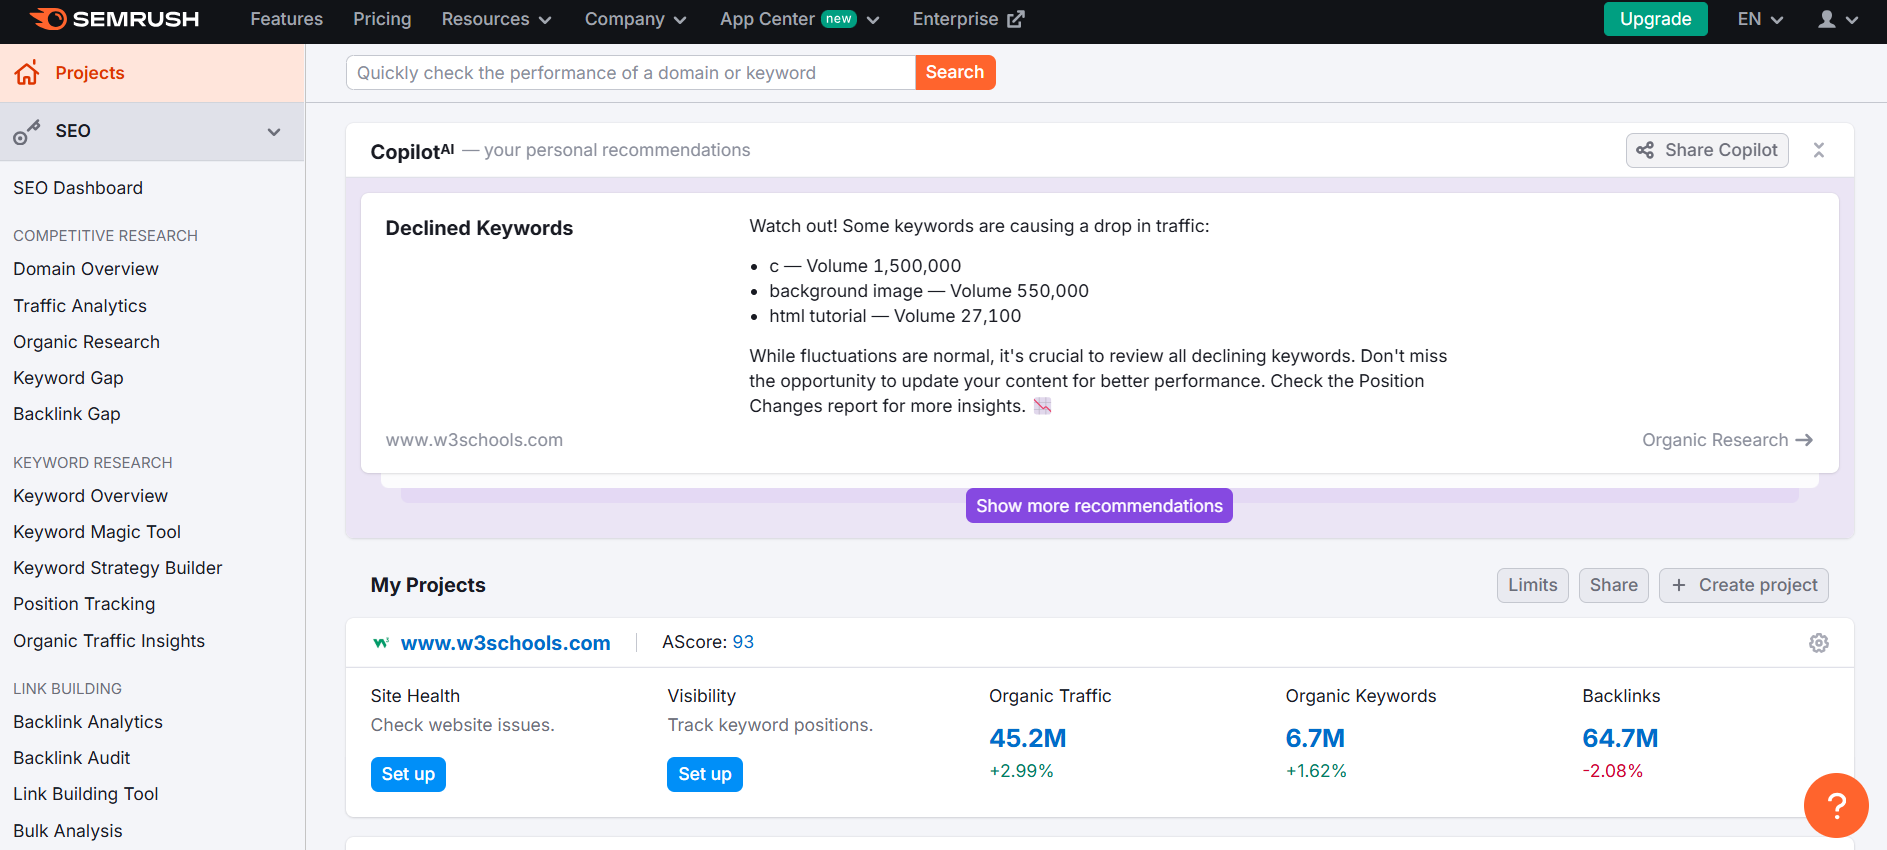 SEMRUSH Features Pricing Resources Company App Center new Enterprise Upgrade EN
Projects
SEO
SEO Dashboard
COMPETITIVE RESEARCH
Domain Overview
Traffic Analytics
Organic Research
Keyword Gap
Backlink Gap
KEYWORD RESEARCH
Keyword Overview
Keyword Magic Tool
Keyword Strategy Builder
Position Tracking
Organic Traffic Insights
LINK BUILDING
Backlink Analytics
Backlink Audit
Link Building Tool
Bulk Analysis
Quickly check the performance of a domain or keyword Search
CopilotAI — your personal recommendations Share Copilot
Declined Keywords
Watch out! Some keywords are causing a drop in traffic:
• c — Volume 1,500,000
• background image — Volume 550,000
• html tutorial — Volume 27,100
While fluctuations are normal, it's crucial to review all declining keywords. Don't miss
the opportunity to update your content for better performance. Check the Position
Changes report for more insights.
www.w3schools.com Organic Research →
Show more recommendations
My Projects Limits Share + Create project
www.w3schools.com AScore: 93
Site Health Visibility Organic Traffic Organic Keywords Backlinks
Check website issues. Track keyword positions.
45.2M 6.7M 64.7M
Set up Set up +2.99% +1.62% -2.08%
?